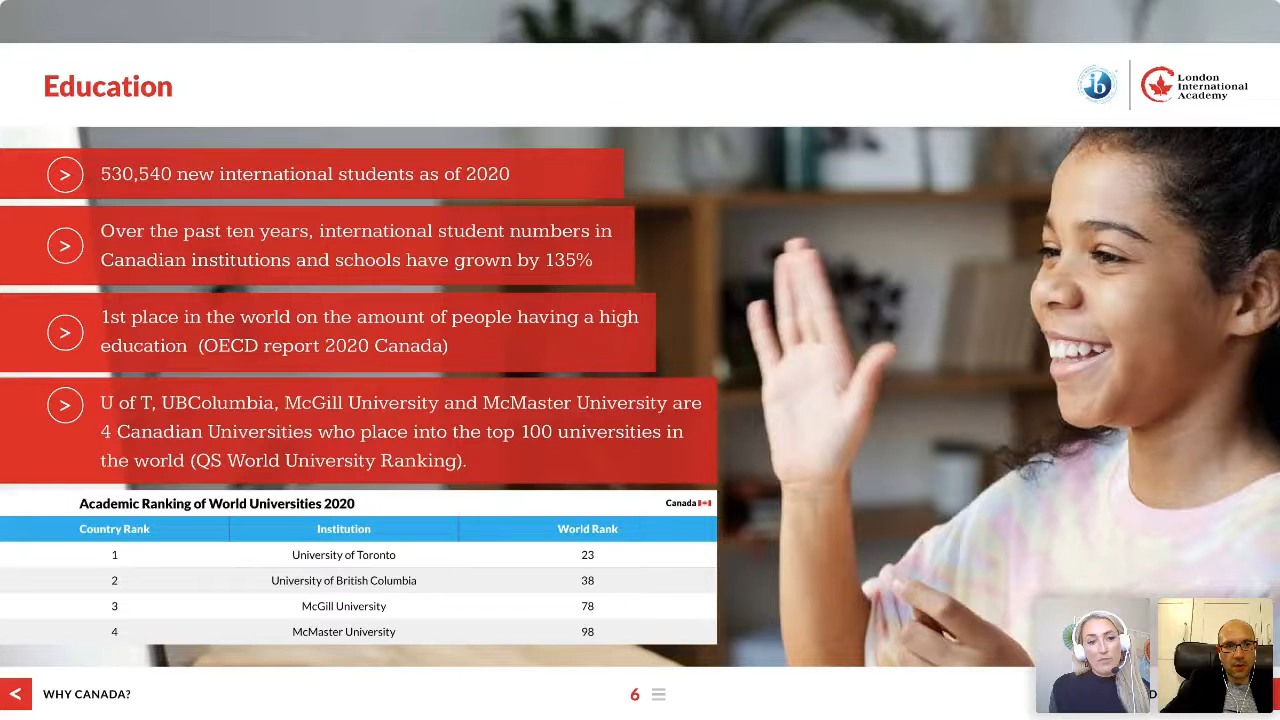 Education
ib
London
International
Academy
> 530,540 new international students as of 2020
> Over the past ten years, international student numbers in
Canadian institutions and schools have grown by 135%
> 1st place in the world on the amount of people having a high
education (OECD report 2020 Canada)
> U of T, UBColumbia, McGill University and McMaster University are
4 Canadian Universities who place into the top 100 universities in
the world (QS World University Ranking).
Academic Ranking of World Universities 2020 Canada
Country Rank Institution World Rank
1 University of Toronto 23
2 University of British Columbia 38
3 McGill University 78
4 McMaster University 98
< WHY CANADA? 6